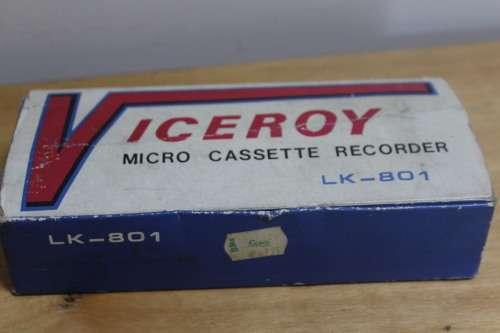 VICEROY
MICRO CASSETTE RECORDER
LK-801
LK-801